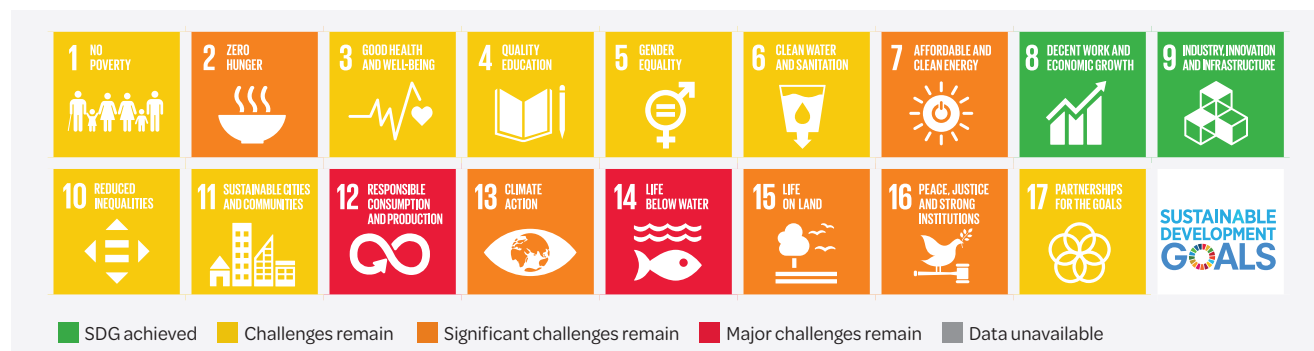 1 NO POVERTY
2 ZERO HUNGER
3 GOOD HEALTH AND WELL-BEING
4 QUALITY EDUCATION
5 GENDER EQUALITY
6 CLEAN WATER AND SANITATION
7 AFFORDABLE AND CLEAN ENERGY
8 DECENT WORK AND ECONOMIC GROWTH
9 INDUSTRY, INNOVATION AND INFRASTRUCTURE
10 REDUCED INEQUALITIES
11 SUSTAINABLE CITIES AND COMMUNITIES
12 RESPONSIBLE CONSUMPTION AND PRODUCTION
13 CLIMATE ACTION
14 LIFE BELOW WATER
15 LIFE ON LAND
16 PEACE, JUSTICE AND STRONG INSTITUTIONS
17 PARTNERSHIPS FOR THE GOALS
SUSTAINABLE
DEVELOPMENT
GOALS
SDG achieved
Challenges remain
Significant challenges remain
Major challenges remain
Data unavailable